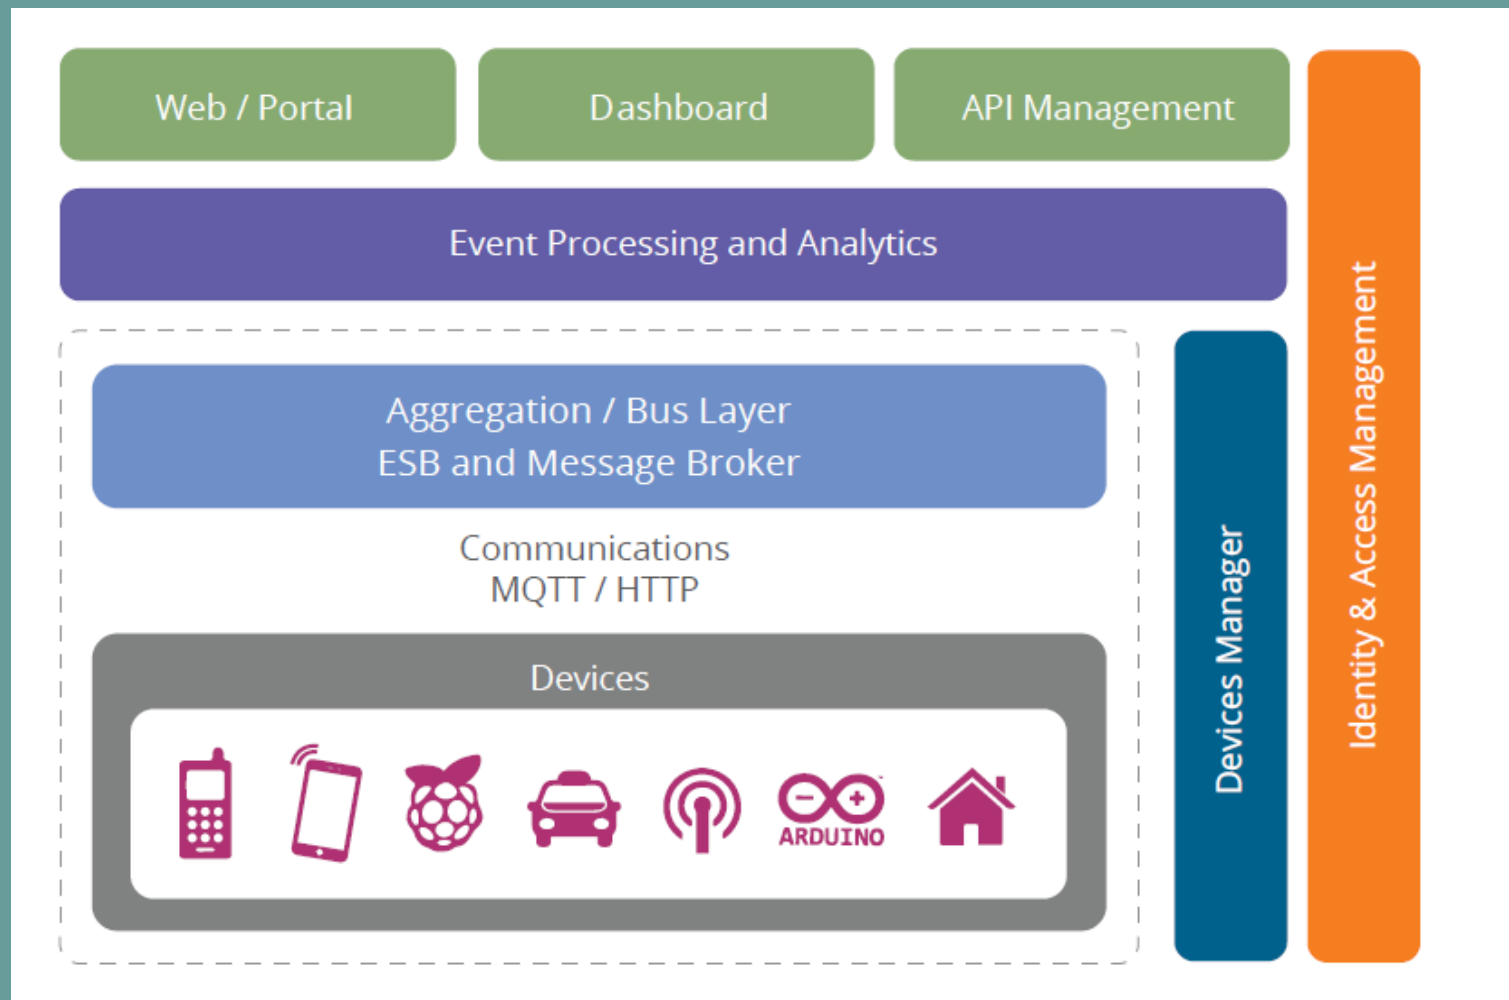 Web / Portal
Dashboard
API Management
Event Processing and Analytics
Aggregation / Bus Layer
ESB and Message Broker
Communications
MQTT / HTTP
Devices
ARDUINO
Devices Manager
Identity & Access Management